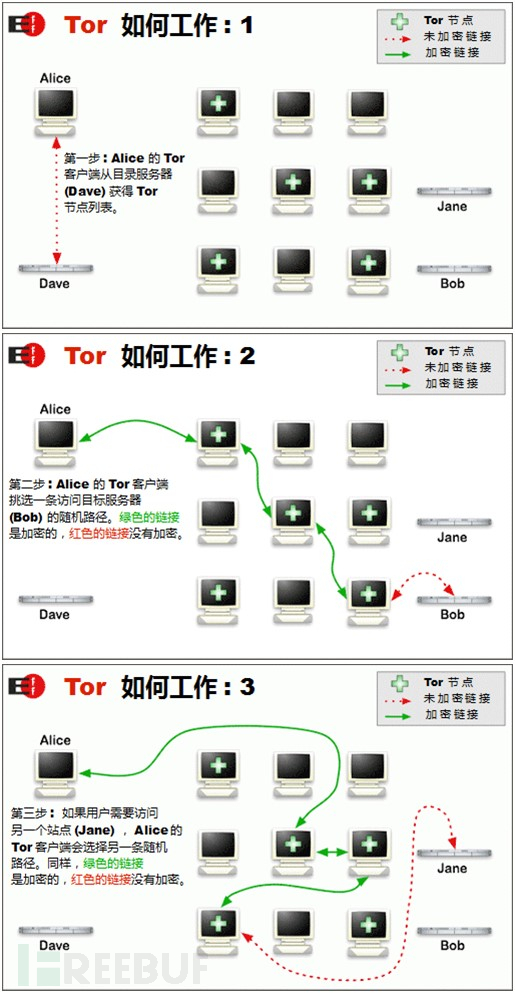 EFF
Tor 如何工作：1
Tor 节点
未加密链接
加密链接
Alice
第一步：Alice 的 Tor
客户端从目录服务器
(Dave) 获得 Tor
节点列表。
Jane
Dave
Bob
EFF
Tor 如何工作：2
Tor 节点
未加密链接
加密链接
Alice
第二步：Alice 的 Tor 客户端
挑选一条访问目标服务器
(Bob) 的随机路径。绿色的链接
是加密的，红色的链接没有加密。
Jane
Dave
Bob
EFF
Tor 如何工作：3
Tor 节点
未加密链接
加密链接
Alice
第三步：如果用户需要访问
另一个站点 (Jane) ，Alice 的
Tor 客户端会选择另一条随机
路径。同样，绿色的链接
是加密的，红色的链接没有加密。
Jane
Dave
Bob
FREEBUF